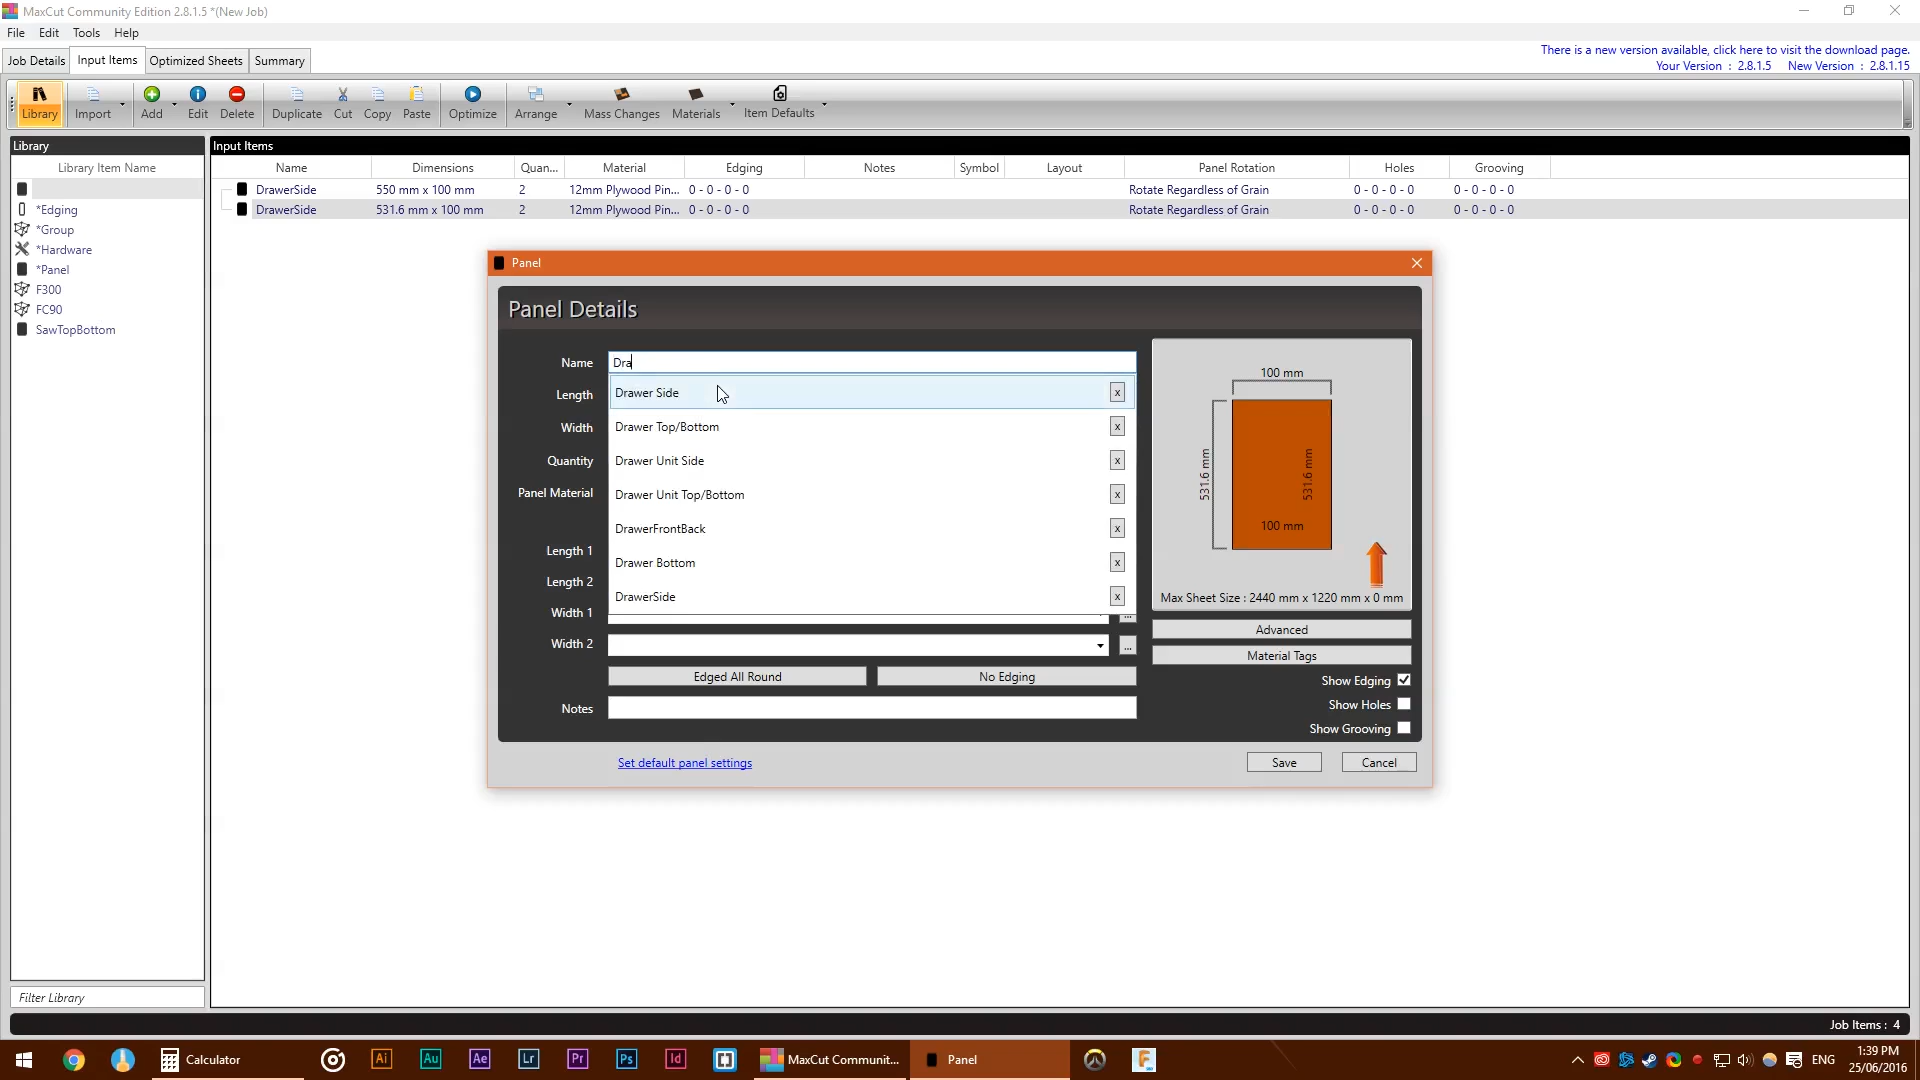 MaxCut Community Edition 2.8.1.5 *(New Job)
File Edit Tools Help
There is a new version available, click here to visit the download page.
Your Version : 2.8.1.5 New Version : 2.8.1.15
Job Details Input Items Optimized Sheets Summary
Library Import Add Edit Delete Duplicate Cut Copy Paste Optimize Arrange Mass Changes Materials Item Defaults
Library
Library Item Name
*Edging
*Group
*Hardware
*Panel
F300
FC90
SawTopBottom
Filter Library
Input Items
Name Dimensions Quan... Material Edging Notes Symbol Layout Panel Rotation Holes Grooving
DrawerSide 550 mm x 100 mm 2 12mm Plywood Pin... 0 - 0 - 0 - 0 Rotate Regardless of Grain 0 - 0 - 0 - 0 0 - 0 - 0 - 0
DrawerSide 531.6 mm x 100 mm 2 12mm Plywood Pin... 0 - 0 - 0 - 0 Rotate Regardless of Grain 0 - 0 - 0 - 0 0 - 0 - 0 - 0
Panel
Panel Details
Name Dra
Length
Width
Quantity
Panel Material
Length 1
Length 2
Width 1
Width 2
Drawer Side x
Drawer Top/Bottom x
Drawer Unit Side x
Drawer Unit Top/Bottom x
DrawerFrontBack x
Drawer Bottom x
DrawerSide x
...
...
Edged All Round No Edging
Notes
Set default panel settings
100 mm
531.6 mm
531.6 mm
100 mm
Max Sheet Size : 2440 mm x 1220 mm x 0 mm
Advanced
Material Tags
Show Edging
Show Holes
Show Grooving
Save Cancel
Job Items : 4
Calculator Ai Au Ae Lr Pr Ps Id MaxCut Communit... Panel F
ENG
1:39 PM
25/06/2016